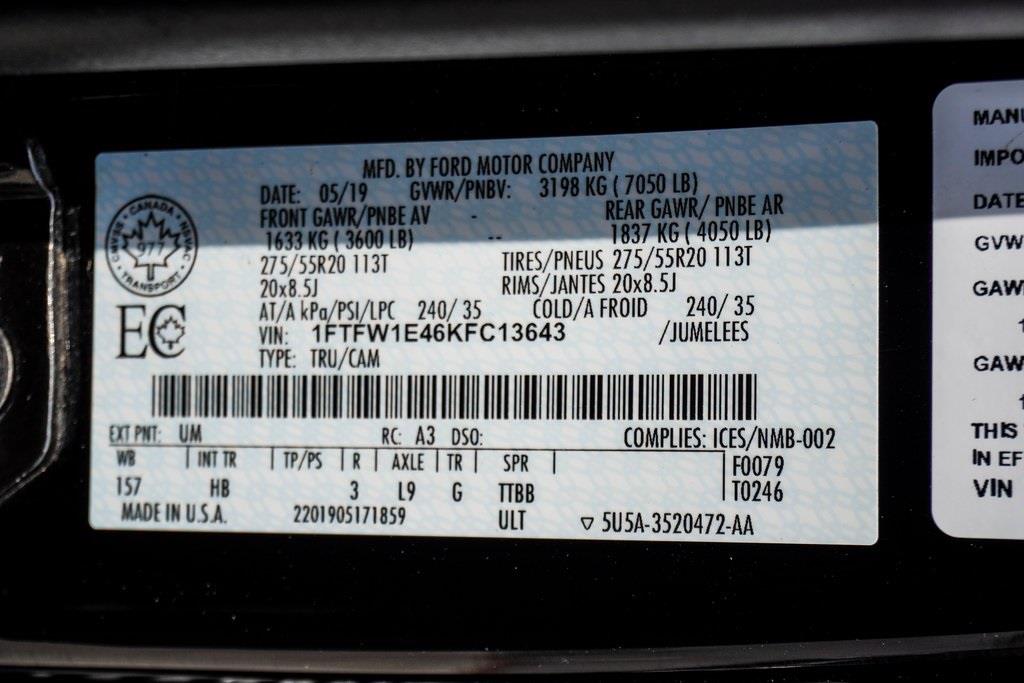 MFD. BY FORD MOTOR COMPANY
DATE: 05/19 GVWR/PNBV: 3198 KG ( 7050 LB)
FRONT GAWR/PNBE AV - REAR GAWR/ PNBE AR
1633 KG ( 3600 LB) -- 1837 KG ( 4050 LB)
275/55R20 113T TIRES/PNEUS 275/55R20 113T
20x8.5J RIMS/JANTES 20x8.5J
AT/A kPa/PSI/LPC 240/ 35 COLD/A FROID 240/ 35
VIN: 1FTFW1E46KFC13643 /JUMELEES
TYPE: TRU/CAM
CANADA
977
TRANSPORT
EC
EXT PNT: UM RC: A3 DSO: COMPLIES: ICES/NMB-002
WB | INT TR | TP/PS | R | AXLE | TR | SPR | F0079
157 HB 3 L9 G TTBB T0246
MADE IN U.S.A. 2201905171859 ULT ▽ 5U5A-3520472-AA
MANU
IMPO
DATE
GVW
GAW
1
GAW
1
THIS
IN EF
VIN